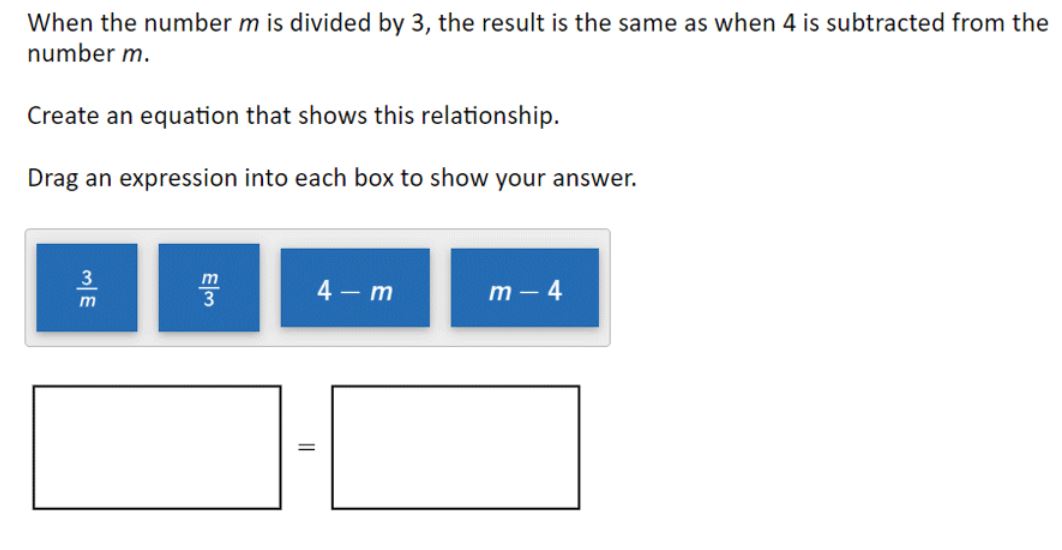 When the number m is divided by 3, the result is the same as when 4 is subtracted from the
number m.
Create an equation that shows this relationship.
Drag an expression into each box to show your answer.
3/m m/3 4 – m m – 4
=